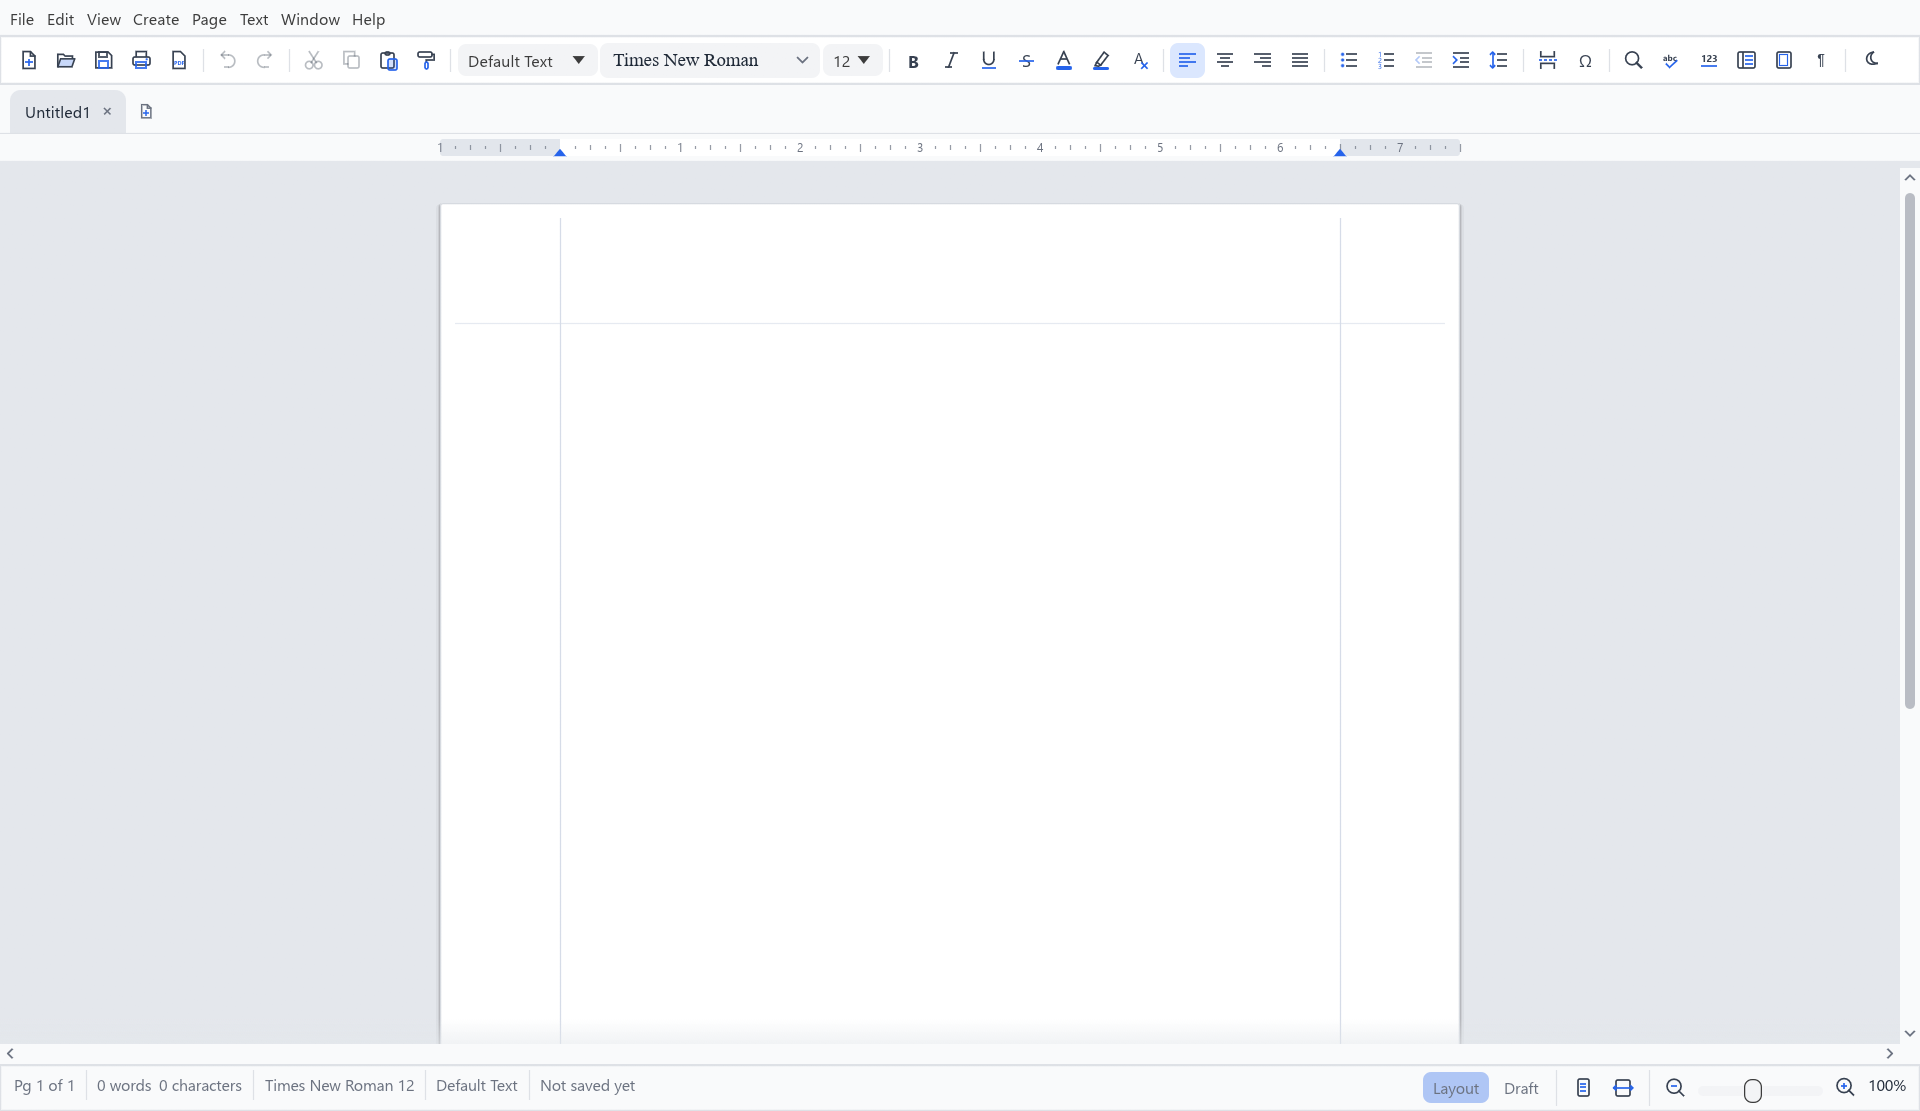 File Edit View Create Page Text Window Help
Default Text Times New Roman 12 B I U S A A abc 123 ¶
Untitled1 ×
1 1 2 3 4 5 6 7
Pg 1 of 1 0 words 0 characters Times New Roman 12 Default Text Not saved yet Layout Draft 100%